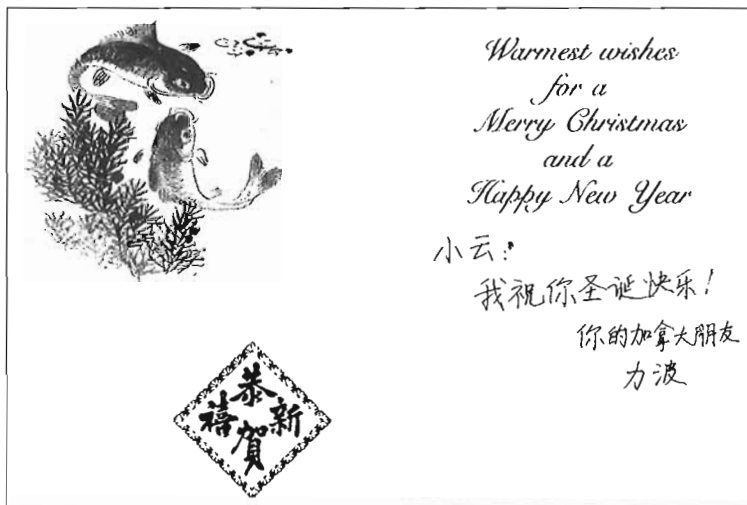 Warmest wishes
for a
Merry Christmas
and a
Happy New Year
小云:
我祝你圣诞快乐!
你的加拿大朋友
力波
恭賀新禧